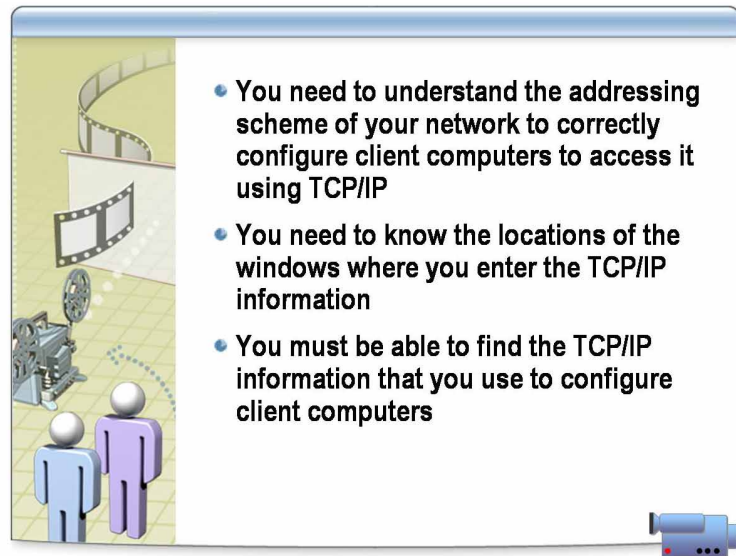 You need to understand the addressing
scheme of your network to correctly
configure client computers to access it
using TCP/IP
You need to know the locations of the
windows where you enter the TCP/IP
information
You must be able to find the TCP/IP
information that you use to configure
client computers